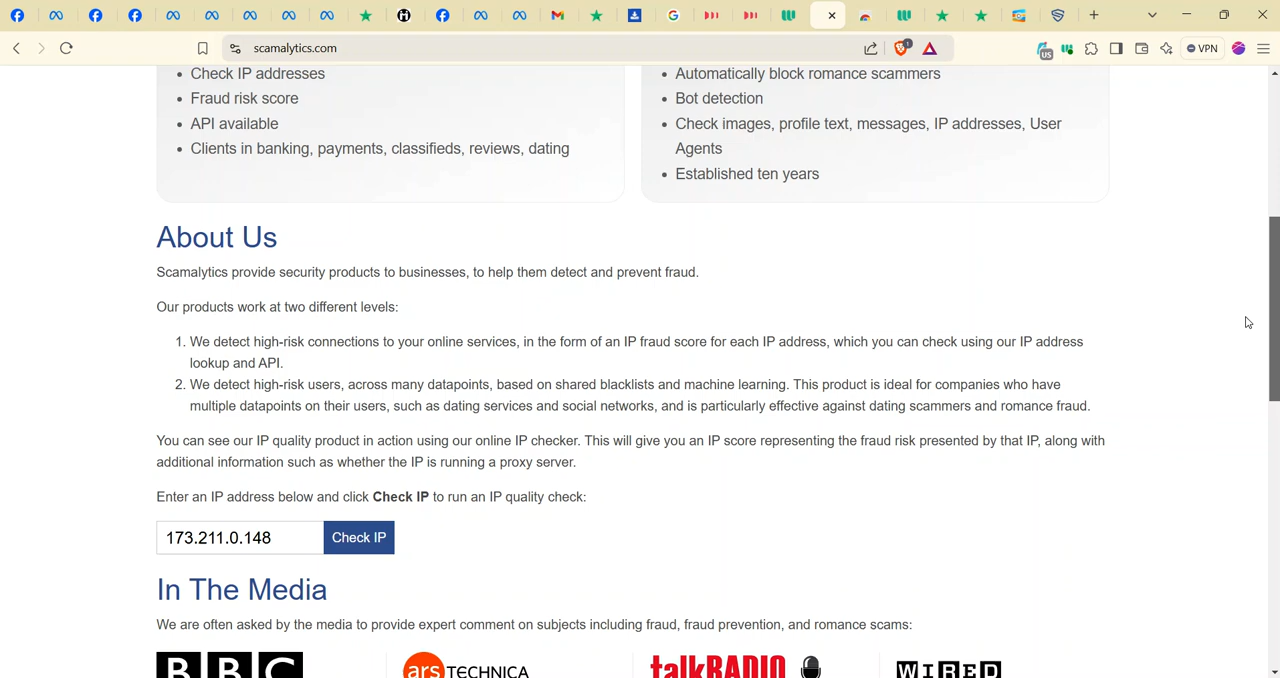 scamalytics.com
1
VPN
US
Check IP addresses
Fraud risk score
API available
Clients in banking, payments, classifieds, reviews, dating
Automatically block romance scammers
Bot detection
Check images, profile text, messages, IP addresses, User
Agents
Established ten years
About Us
Scamalytics provide security products to businesses, to help them detect and prevent fraud.
Our products work at two different levels:
1. We detect high-risk connections to your online services, in the form of an IP fraud score for each IP address, which you can check using our IP address
lookup and API.
2. We detect high-risk users, across many datapoints, based on shared blacklists and machine learning. This product is ideal for companies who have
multiple datapoints on their users, such as dating services and social networks, and is particularly effective against dating scammers and romance fraud.
You can see our IP quality product in action using our online IP checker. This will give you an IP score representing the fraud risk presented by that IP, along with
additional information such as whether the IP is running a proxy server.
Enter an IP address below and click Check IP to run an IP quality check:
173.211.0.148
Check IP
In The Media
We are often asked by the media to provide expert comment on subjects including fraud, fraud prevention, and romance scams:
BBC
ars TECHNICA
talkRADIO
WIRED